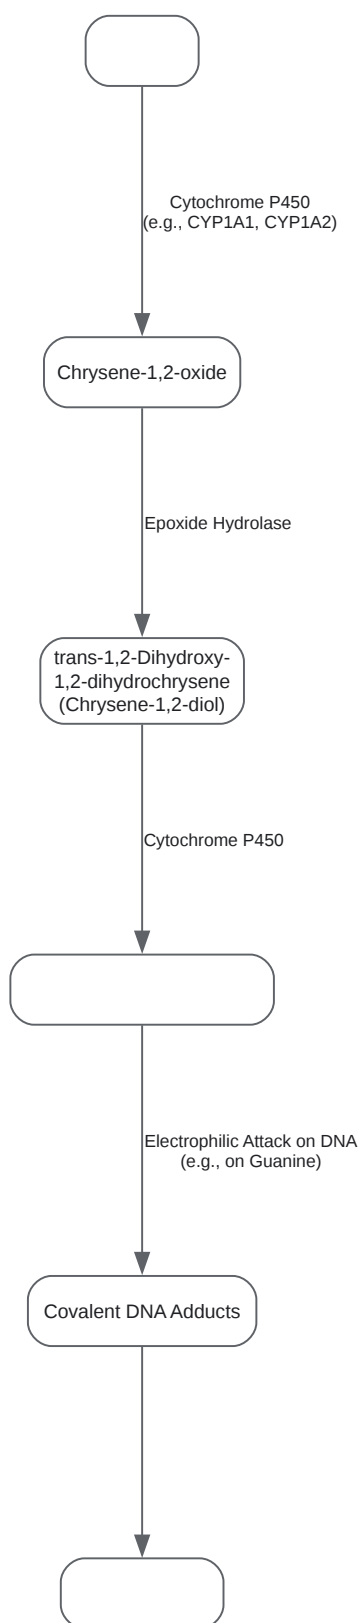 Cytochrome P450
(e.g., CYP1A1, CYP1A2)
Chrysene-1,2-oxide
Epoxide Hydrolase
trans-1,2-Dihydroxy-
1,2-dihydrochrysene
(Chrysene-1,2-diol)
Cytochrome P450
Electrophilic Attack on DNA
(e.g., on Guanine)
Covalent DNA Adducts